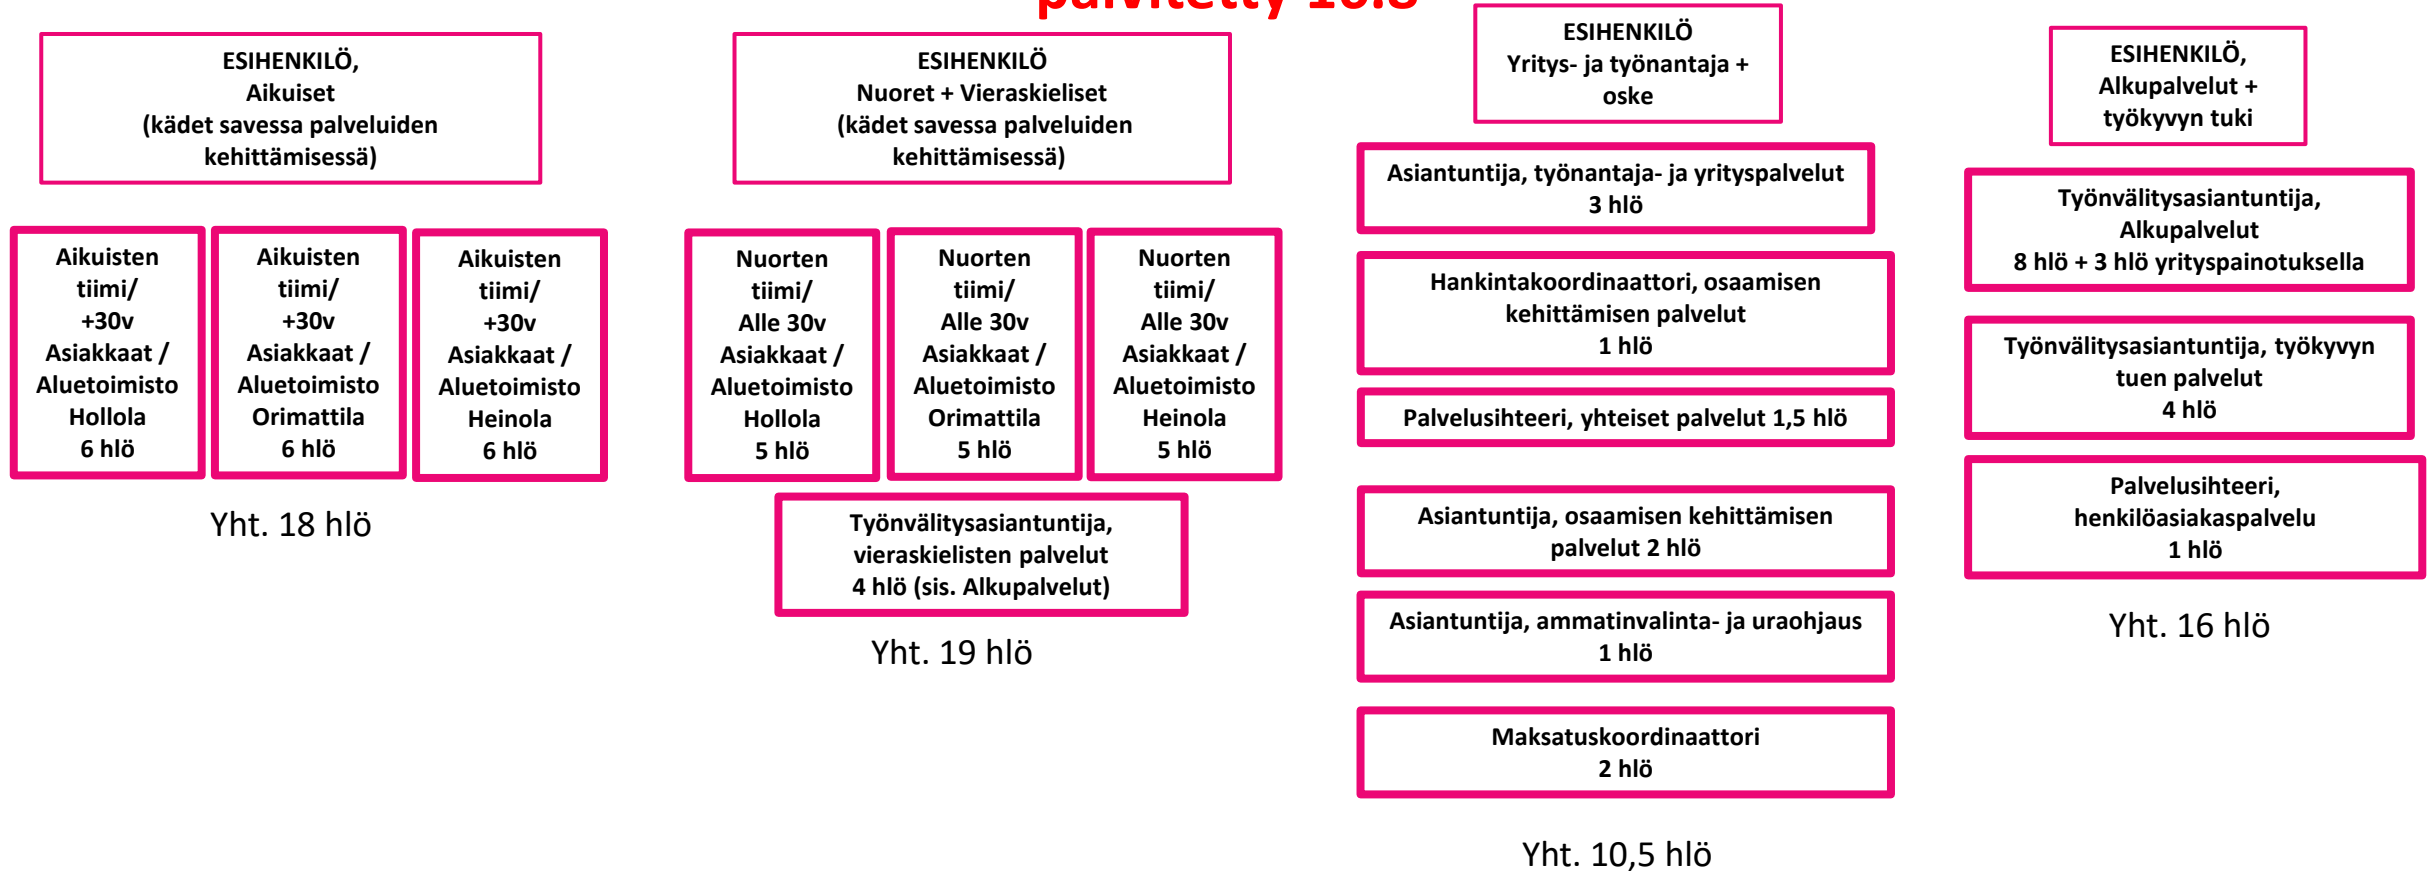 päivitetty
ESIHENKILÖ,
Aikuiset
(kädet savessa palveluiden
kehittämisessä)
Aikuisten
tiimi/
+30v
Asiakkaat /
Aluetoimisto
Hollola
6 hlö
Aikuisten
tiimi/
+30v
Asiakkaat /
Aluetoimisto
Orimattila
6 hlö
Aikuisten
tiimi/
+30v
Asiakkaat /
Aluetoimisto
Heinola
6 hlö
Yht. 18 hlö
ESIHENKILÖ
Nuoret + Vieraskieliset
(kädet savessa palveluiden
kehittämisessä)
Nuorten
tiimi/
Alle 30v
Asiakkaat /
Aluetoimisto
Hollola
5 hlö
Nuorten
tiimi/
Alle 30v
Asiakkaat /
Aluetoimisto
Orimattila
5 hlö
Nuorten
tiimi/
Alle 30v
Asiakkaat /
Aluetoimisto
Heinola
5 hlö
Työnvälitysasiantuntija,
vieraskielisten palvelut
4 hlö (sis. Alkupalvelut)
Yht. 19 hlö
ESIHENKILÖ
Yritys- ja työnantaja +
oske
Asiantuntija, työnantaja- ja yrityspalvelut
3 hlö
Hankintakoordinaattori, osaamisen
kehittämisen palvelut
1 hlö
Palvelusihteeri, yhteiset palvelut 1,5 hlö
Asiantuntija, osaamisen kehittämisen
palvelut 2 hlö
Asiantuntija, ammatinvalinta- ja uraohjaus
1 hlö
Maksatuskoordinaattori
2 hlö
Yht. 10,5 hlö
ESIHENKILÖ,
Alkupalvelut +
työkyvyn tuki
Työnvälitysasiantuntija,
Alkupalvelut
8 hlö + 3 hlö yrityspainotuksella
Työnvälitysasiantuntija, työkyvyn
tuen palvelut
4 hlö
Palvelusihteeri,
henkilöasiakaspalvelu
1 hlö
Yht. 16 hlö